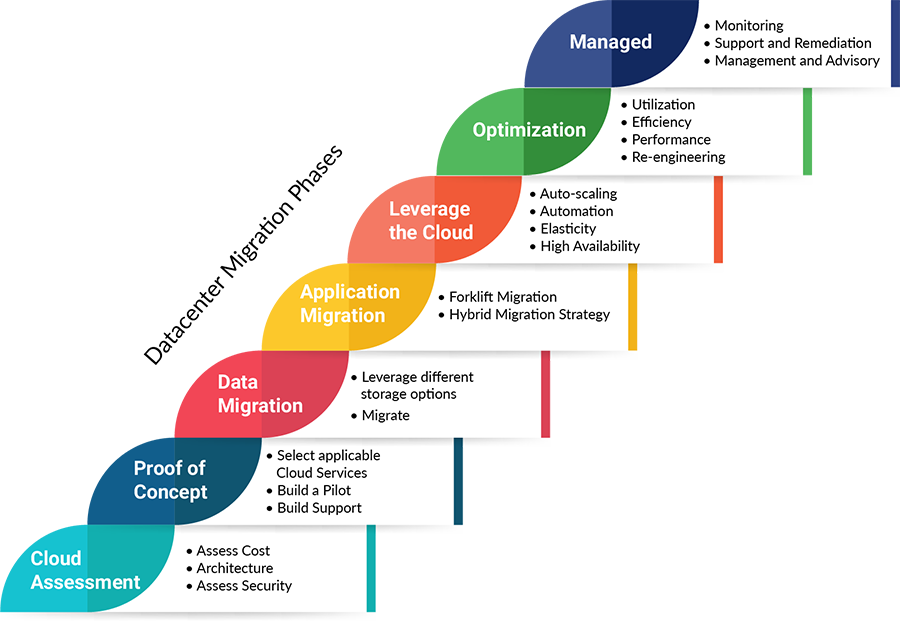 Managed
• Monitoring
• Support and Remediation
• Management and Advisory
Optimization
• Utilization
• Efficiency
• Performance
• Re-engineering
Datacenter Migration Phases
Leverage
the Cloud
• Auto-scaling
• Automation
• Elasticity
• High Availability
Application
Migration
• Forklift Migration
• Hybrid Migration Strategy
Data
Migration
• Leverage different
storage options
• Migrate
Proof of
Concept
• Select applicable
Cloud Services
• Build a Pilot
• Build Support
Cloud
Assessment
• Assess Cost
• Architecture
• Assess Security